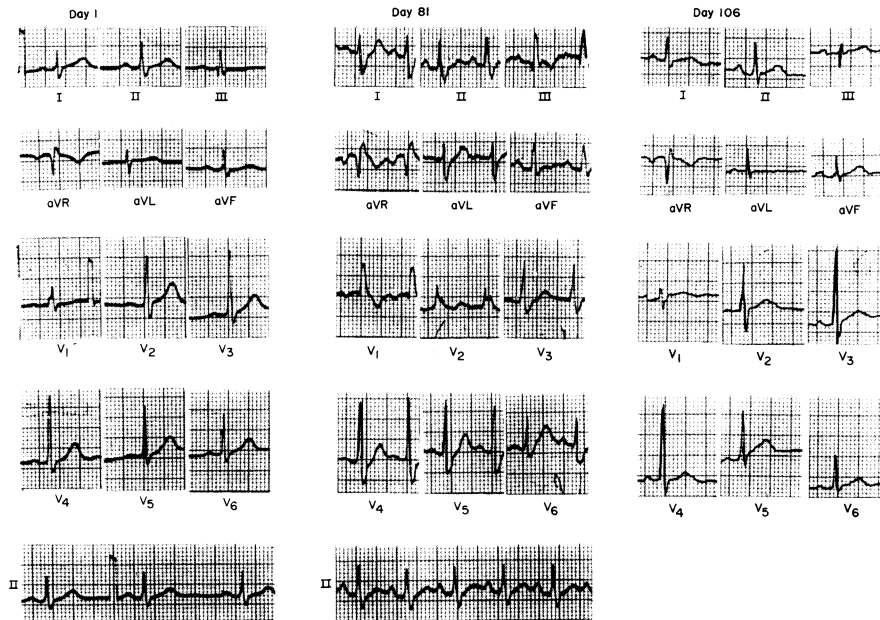 Day 1 Day 81 Day 106
I II III I II III I II III
aVR aVL aVF aVR aVL aVF aVR aVL aVF
V1 V2 V3 V1 V2 V3 V1 V2 V3
V4 V5 V6 V4 V5 V6 V4 V5 V6
II II